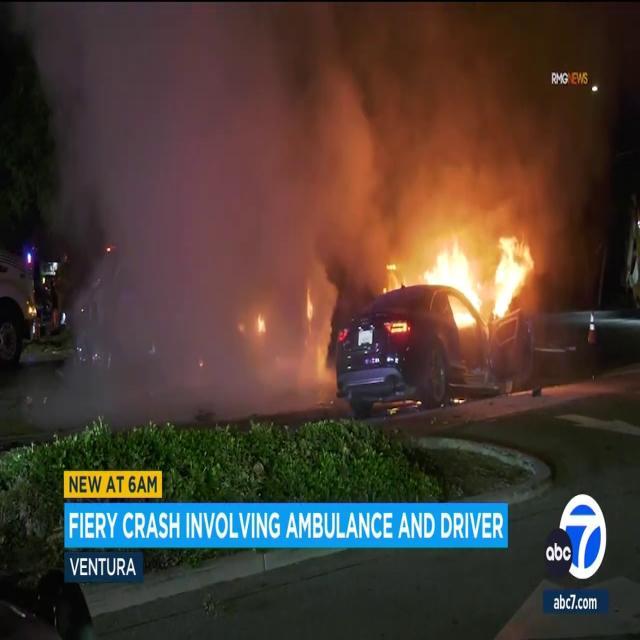 RMGNEWS
NEW AT 6AM
FIERY CRASH INVOLVING AMBULANCE AND DRIVER
VENTURA
abc 7
abc7.com